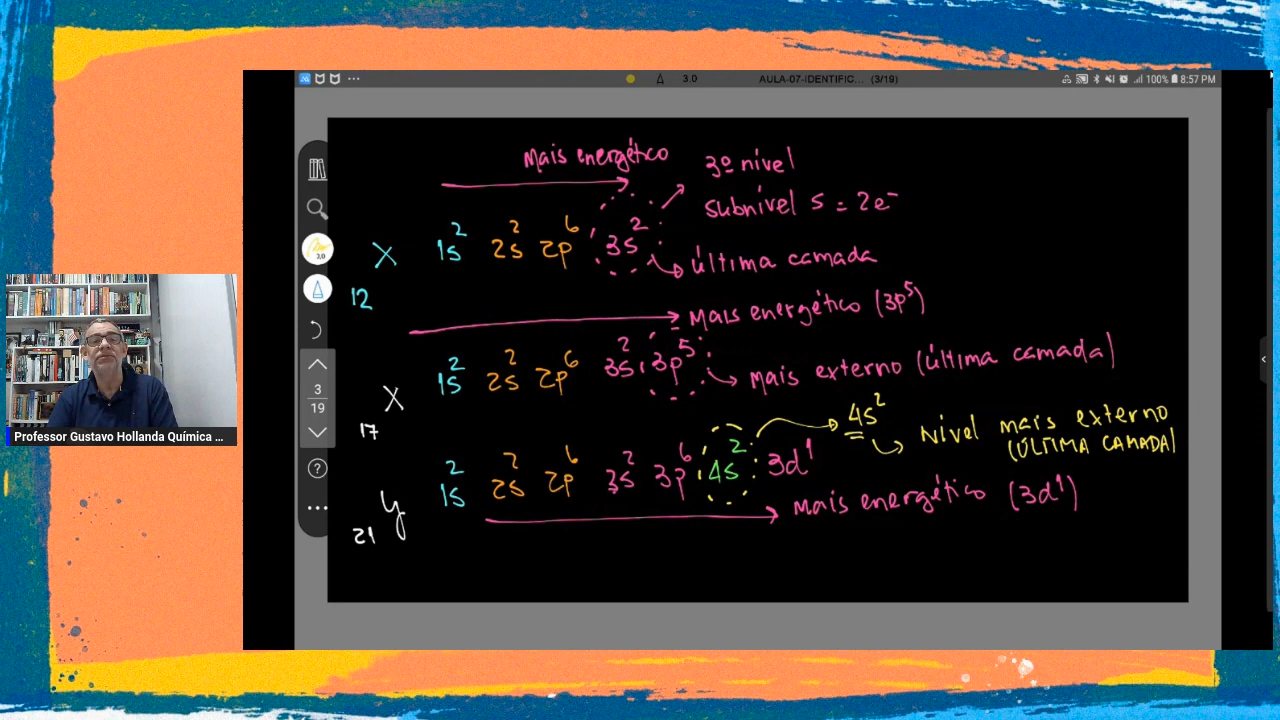 3.0 AULA-07-IDENTIFIC... (3/19) 100% 8:57 PM
Mais energético
3º nível
Subnível s = 2e⁻
X 1s² 2s² 2p⁶ 3s²
12
última camada
Mais energético (3p⁵)
X 1s² 2s² 2p⁶ 3s² 3p⁵
17
Mais externo (última camada)
4s²
Nível mais externo
(ÚLTIMA CAMADA)
y 1s² 2s² 2p⁶ 3s² 3p⁶ 4s² 3d¹
21
Mais energético (3d¹)
3,0
3
19
Professor Gustavo Hollanda Química ...